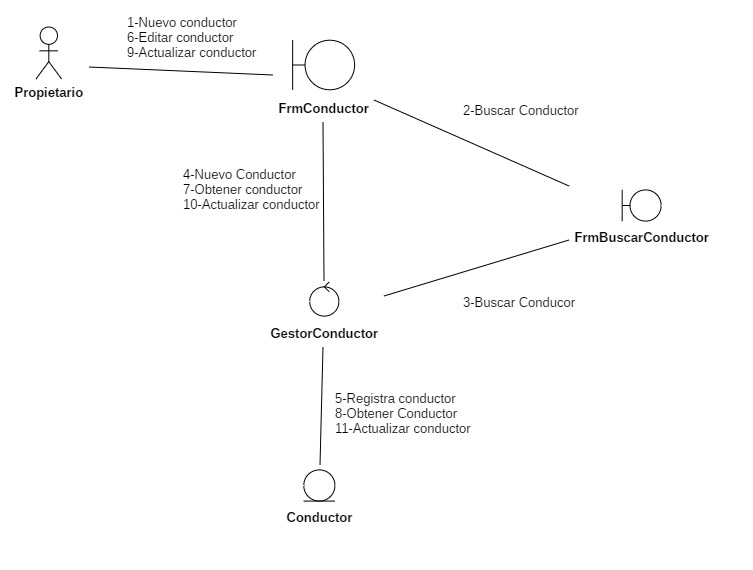 1-Nuevo conductor
6-Editar conductor
9-Actualizar conductor
Propietario
FrmConductor
2-Buscar Conductor
4-Nuevo Conductor
7-Obtener conductor
10-Actualizar conductor
FrmBuscarConductor
3-Buscar Conducor
GestorConductor
5-Registra conductor
8-Obtener Conductor
11-Actualizar conductor
Conductor